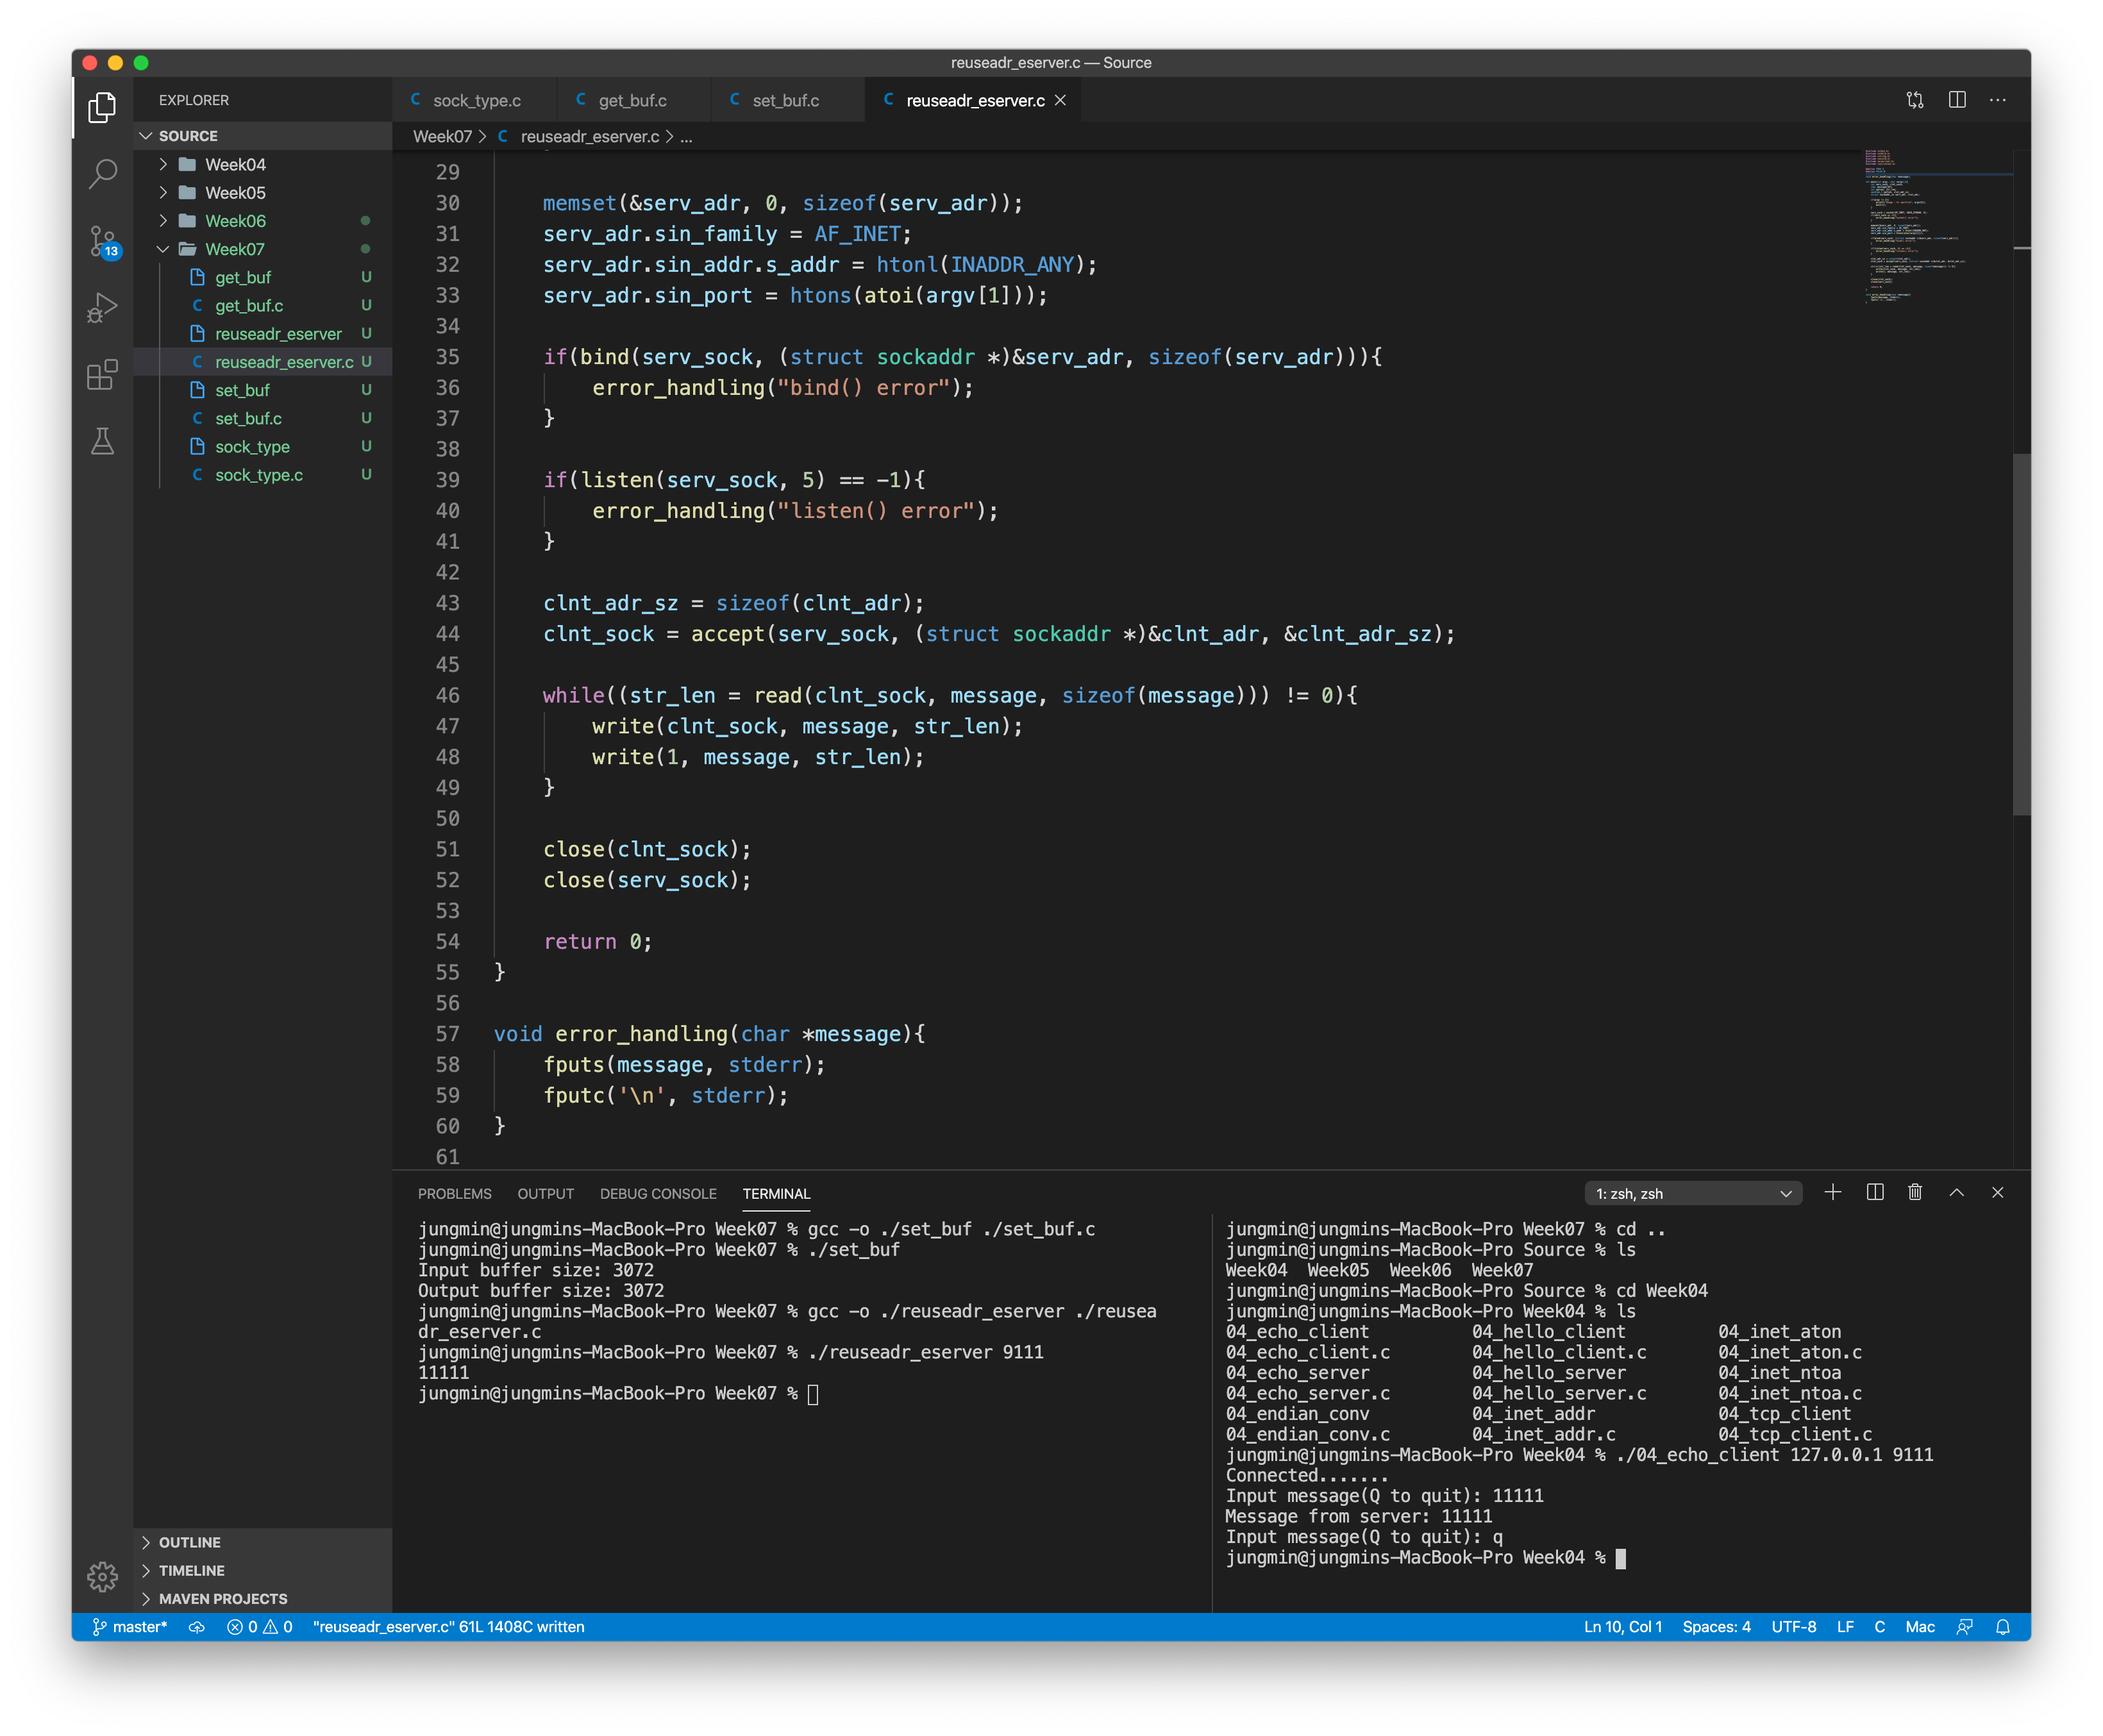 reuseadr_eserver.c — Source
EXPLORER
SOURCE
Week04
Week05
Week06
Week07
get_buf U
get_buf.c U
reuseadr_eserver U
reuseadr_eserver.c U
set_buf U
set_buf.c U
sock_type U
sock_type.c U
OUTLINE
TIMELINE
MAVEN PROJECTS
13
C sock_type.c C get_buf.c C set_buf.c C reuseadr_eserver.c
Week07 > C reuseadr_eserver.c > ...
29
30 memset(&serv_adr, 0, sizeof(serv_adr));
31 serv_adr.sin_family = AF_INET;
32 serv_adr.sin_addr.s_addr = htonl(INADDR_ANY);
33 serv_adr.sin_port = htons(atoi(argv[1]));
34
35 if(bind(serv_sock, (struct sockaddr *)&serv_adr, sizeof(serv_adr))){
36 error_handling("bind() error");
37 }
38
39 if(listen(serv_sock, 5) == -1){
40 error_handling("listen() error");
41 }
42
43 clnt_adr_sz = sizeof(clnt_adr);
44 clnt_sock = accept(serv_sock, (struct sockaddr *)&clnt_adr, &clnt_adr_sz);
45
46 while((str_len = read(clnt_sock, message, sizeof(message))) != 0){
47 write(clnt_sock, message, str_len);
48 write(1, message, str_len);
49 }
50
51 close(clnt_sock);
52 close(serv_sock);
53
54 return 0;
55 }
56
57 void error_handling(char *message){
58 fputs(message, stderr);
59 fputc('\n', stderr);
60 }
61
PROBLEMS OUTPUT DEBUG CONSOLE TERMINAL 1: zsh, zsh
jungmin@jungmins-MacBook-Pro Week07 % gcc -o ./set_buf ./set_buf.c
jungmin@jungmins-MacBook-Pro Week07 % ./set_buf
Input buffer size: 3072
Output buffer size: 3072
jungmin@jungmins-MacBook-Pro Week07 % gcc -o ./reuseadr_eserver ./reusea
dr_eserver.c
jungmin@jungmins-MacBook-Pro Week07 % ./reuseadr_eserver 9111
11111
jungmin@jungmins-MacBook-Pro Week07 %
jungmin@jungmins-MacBook-Pro Week07 % cd ..
jungmin@jungmins-MacBook-Pro Source % ls
Week04 Week05 Week06 Week07
jungmin@jungmins-MacBook-Pro Source % cd Week04
jungmin@jungmins-MacBook-Pro Week04 % ls
04_echo_client 04_hello_client 04_inet_aton
04_echo_client.c 04_hello_client.c 04_inet_aton.c
04_echo_server 04_hello_server 04_inet_ntoa
04_echo_server.c 04_hello_server.c 04_inet_ntoa.c
04_endian_conv 04_inet_addr 04_tcp_client
04_endian_conv.c 04_inet_addr.c 04_tcp_client.c
jungmin@jungmins-MacBook-Pro Week04 % ./04_echo_client 127.0.0.1 9111
Connected.......
Input message(Q to quit): 11111
Message from server: 11111
Input message(Q to quit): q
jungmin@jungmins-MacBook-Pro Week04 %
master* 0 0 "reuseadr_eserver.c" 61L 1408C written Ln 10, Col 1 Spaces: 4 UTF-8 LF C Mac